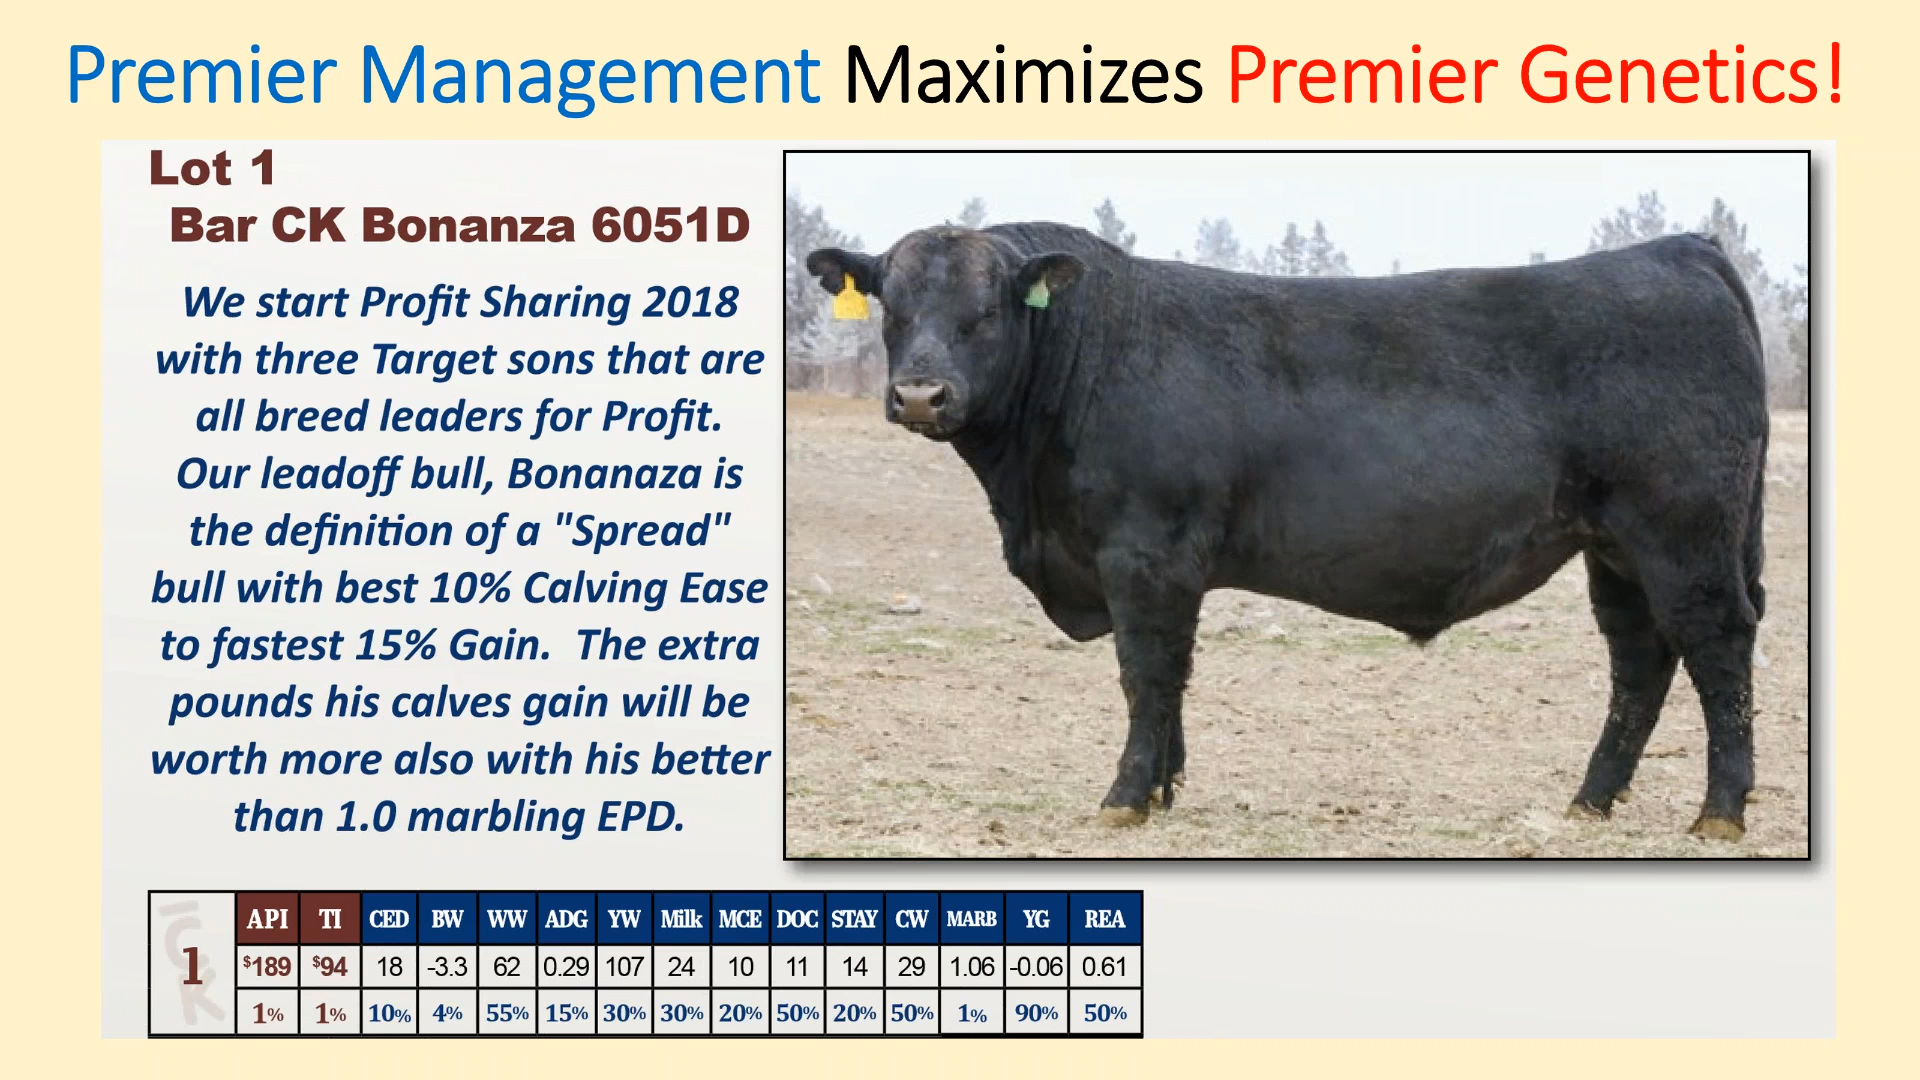 Premier Management Maximizes Premier Genetics!
Lot 1
Bar CK Bonanza 6051D
We start Profit Sharing 2018
with three Target sons that are
all breed leaders for Profit.
Our leadoff bull, Bonanaza is
the definition of a "Spread"
bull with best 10% Calving Ease
to fastest 15% Gain. The extra
pounds his calves gain will be
worth more also with his better
than 1.0 marbling EPD.
API TI CED BW WW ADG YW Milk MCE DOC STAY CW MARB YG REA
1 $189 $94 18 -3.3 62 0.29 107 24 10 11 14 29 1.06 -0.06 0.61
1% 1% 10% 4% 55% 15% 30% 30% 20% 50% 20% 50% 1% 90% 50%